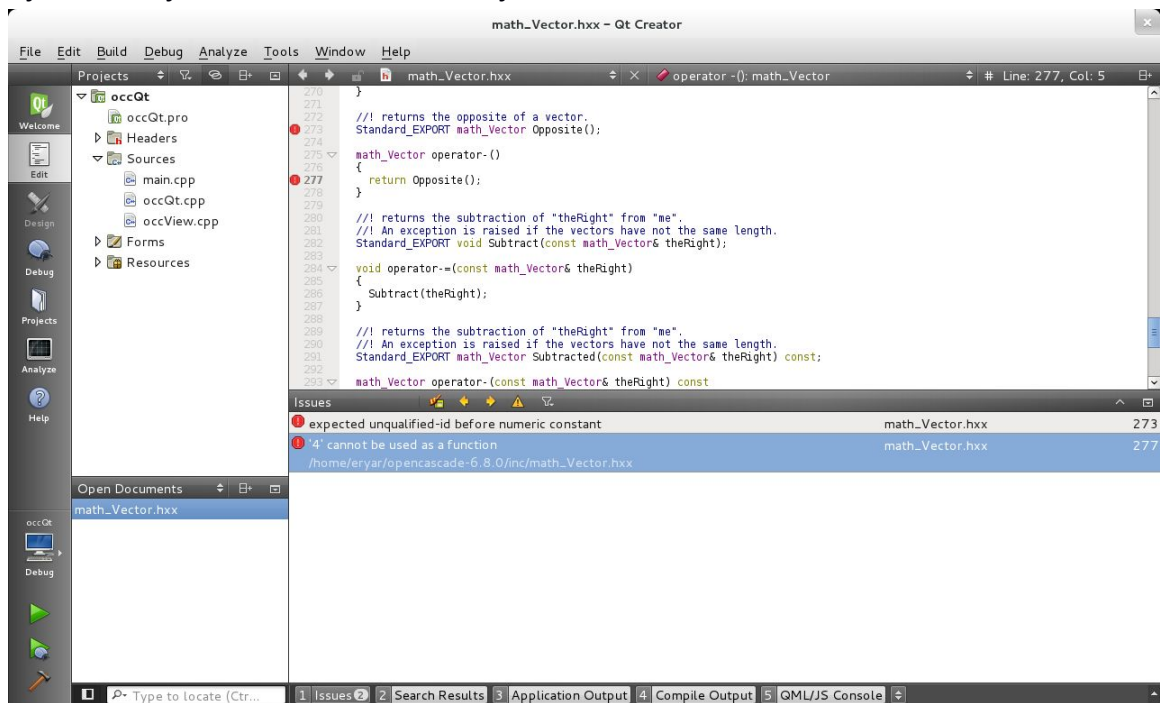 math_Vector.hxx - Qt Creator
File Edit Build Debug Analyze Tools Window Help
Projects
math_Vector.hxx
operator -(): math_Vector
# Line: 277, Col: 5
Welcome
Edit
Design
Debug
Projects
Analyze
Help
occQt
Debug
occQt
occQt.pro
Headers
Sources
main.cpp
occQt.cpp
occView.cpp
Forms
Resources
Open Documents
math_Vector.hxx
270 }
271
272 //! returns the opposite of a vector.
273 Standard_EXPORT math_Vector Opposite();
274
275 math_Vector operator-()
276 {
277 return Opposite();
278 }
279
280 //! returns the subtraction of "theRight" from "me".
281 //! An exception is raised if the vectors have not the same length.
282 Standard_EXPORT void Subtract(const math_Vector& theRight);
283
284 void operator-=(const math_Vector& theRight)
285 {
286 Subtract(theRight);
287 }
288
289 //! returns the subtraction of "theRight" from "me".
290 //! An exception is raised if the vectors have not the same length.
291 Standard_EXPORT math_Vector Subtracted(const math_Vector& theRight) const;
292
293 math_Vector operator-(const math_Vector& theRight) const
Issues
expected unqualified-id before numeric constant math_Vector.hxx 273
'4' cannot be used as a function math_Vector.hxx 277
/home/eryar/opencascade-6.8.0/inc/math_Vector.hxx
Type to locate (Ctr...
1 Issues 2 2 Search Results 3 Application Output 4 Compile Output 5 QML/JS Console